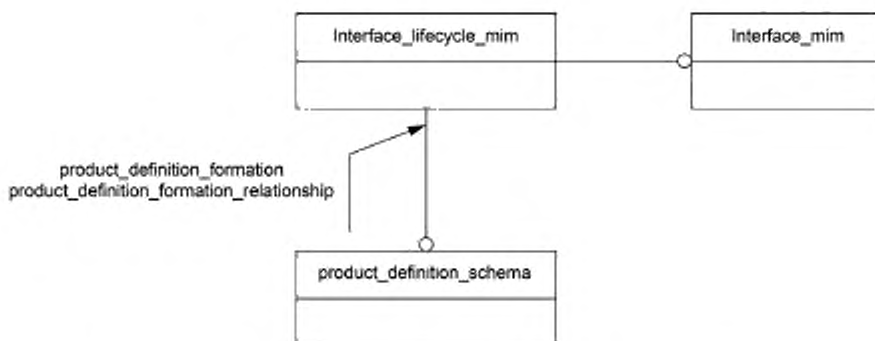 Interface_lifecycle_mim
Interface_mim
product_definition_formation
product_definition_formation_relationship
product_definition_schema